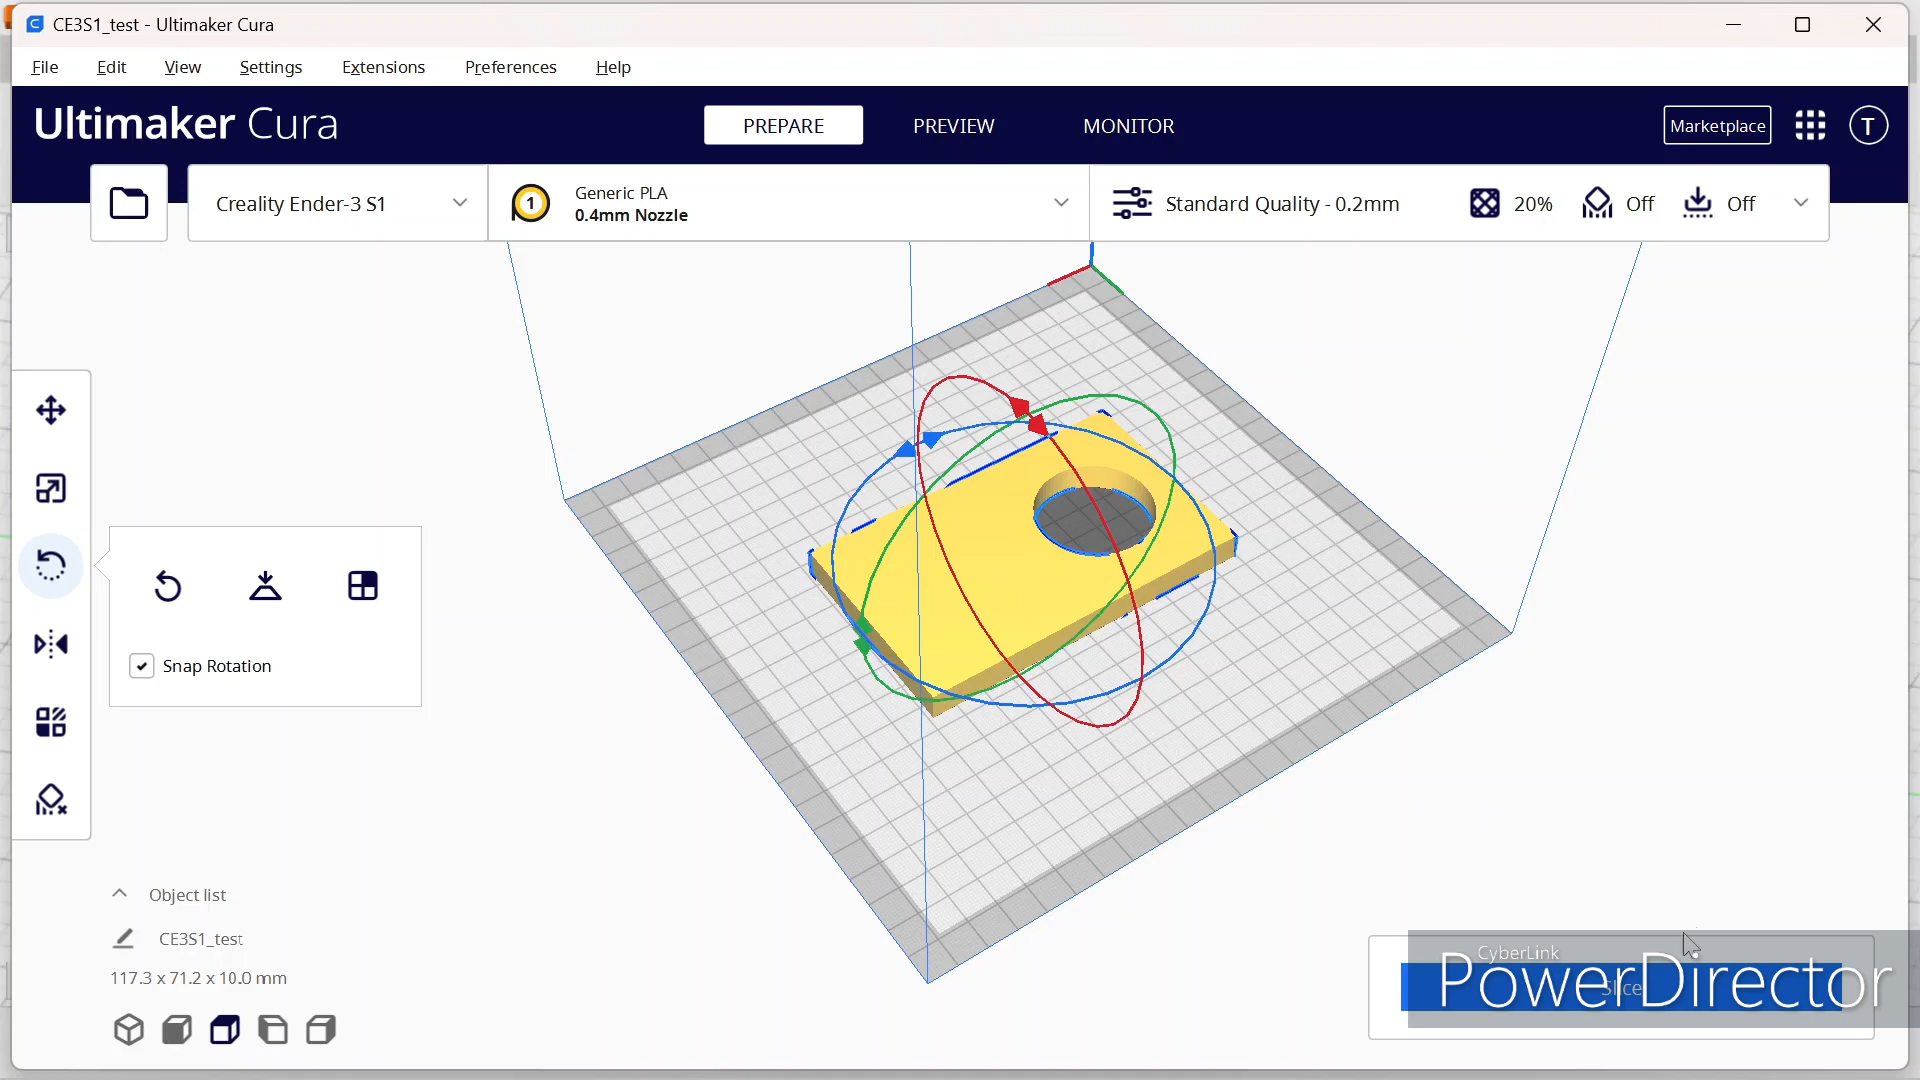 CE3S1_test - Ultimaker Cura
File Edit View Settings Extensions Preferences Help
Ultimaker Cura
PREPARE PREVIEW MONITOR
Marketplace T
Creality Ender-3 S1
1
Generic PLA
0.4mm Nozzle
Standard Quality - 0.2mm 20% Off Off
Snap Rotation
Object list
CE3S1_test
117.3 x 71.2 x 10.0 mm
CyberLink
PowerDirector
Slice